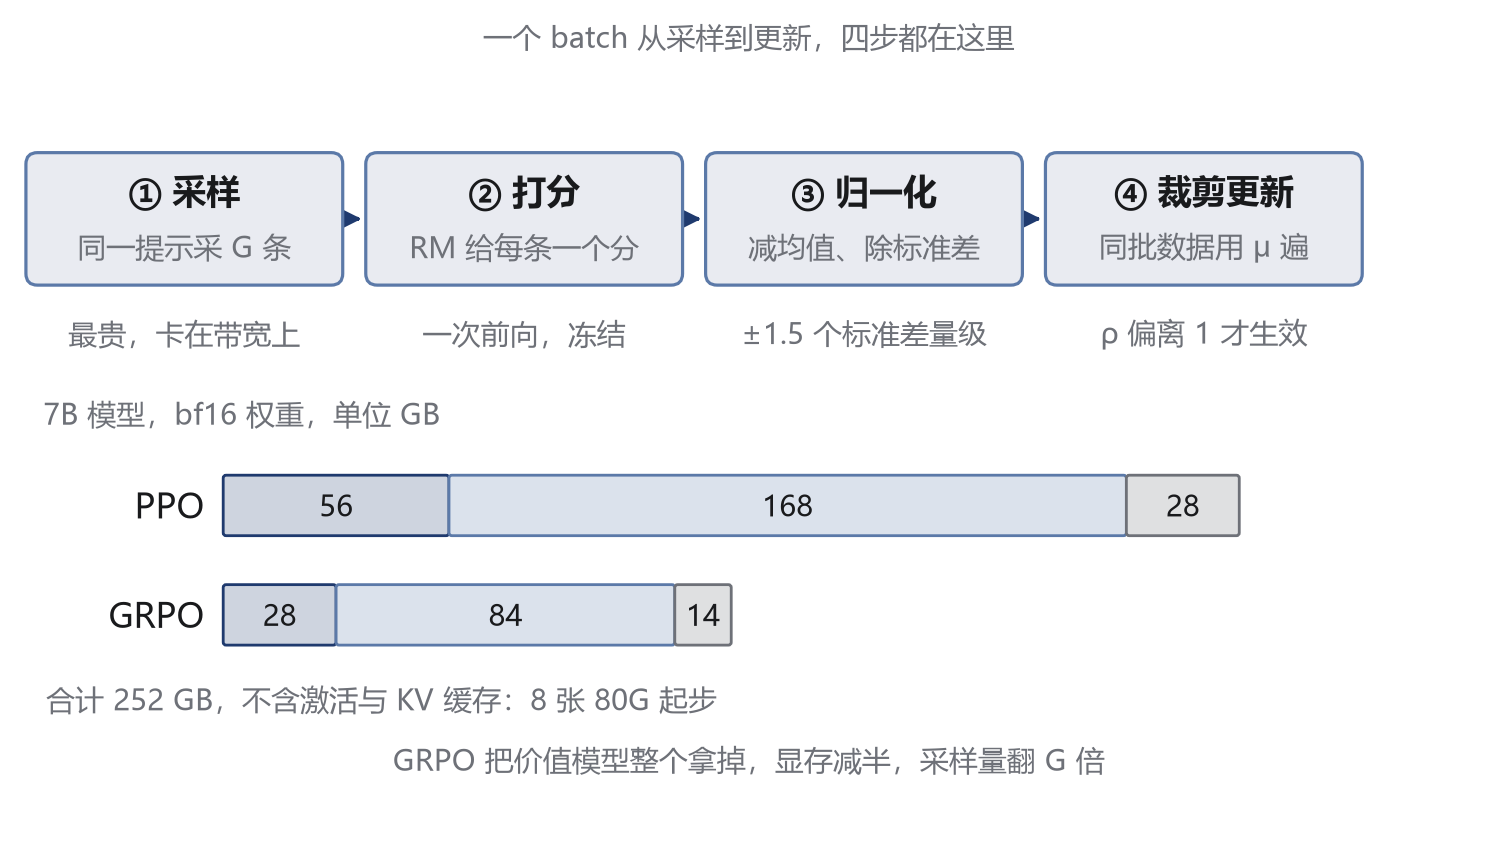 一个 batch 从采样到更新，四步都在这里
① 采样
同一提示采 G 条
② 打分
RM 给每条一个分
③ 归一化
减均值、除标准差
④ 裁剪更新
同批数据用 μ 遍
最贵，卡在带宽上
一次前向，冻结
±1.5 个标准差量级
ρ 偏离 1 才生效
7B 模型，bf16 权重，单位 GB
PPO 56 168 28
GRPO 28 84 14
合计 252 GB，不含激活与 KV 缓存：8 张 80G 起步
GRPO 把价值模型整个拿掉，显存减半，采样量翻 G 倍